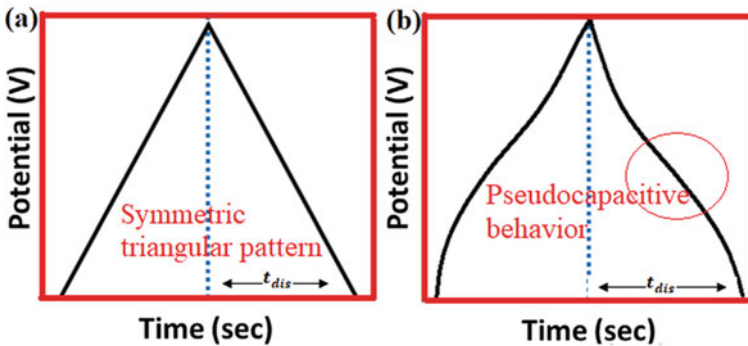 (a)
Potential (V)
Symmetric
triangular pattern
t_dis
Time (sec)
(b)
Potential (V)
Pseudocapacitive
behavior
t_dis
Time (sec)